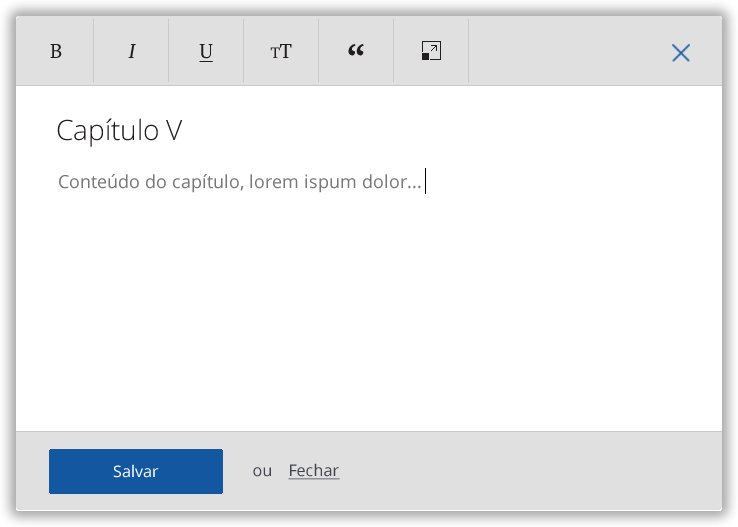 B I U TT “
Capítulo V
Conteúdo do capítulo, lorem ispum dolor...
Salvar ou Fechar